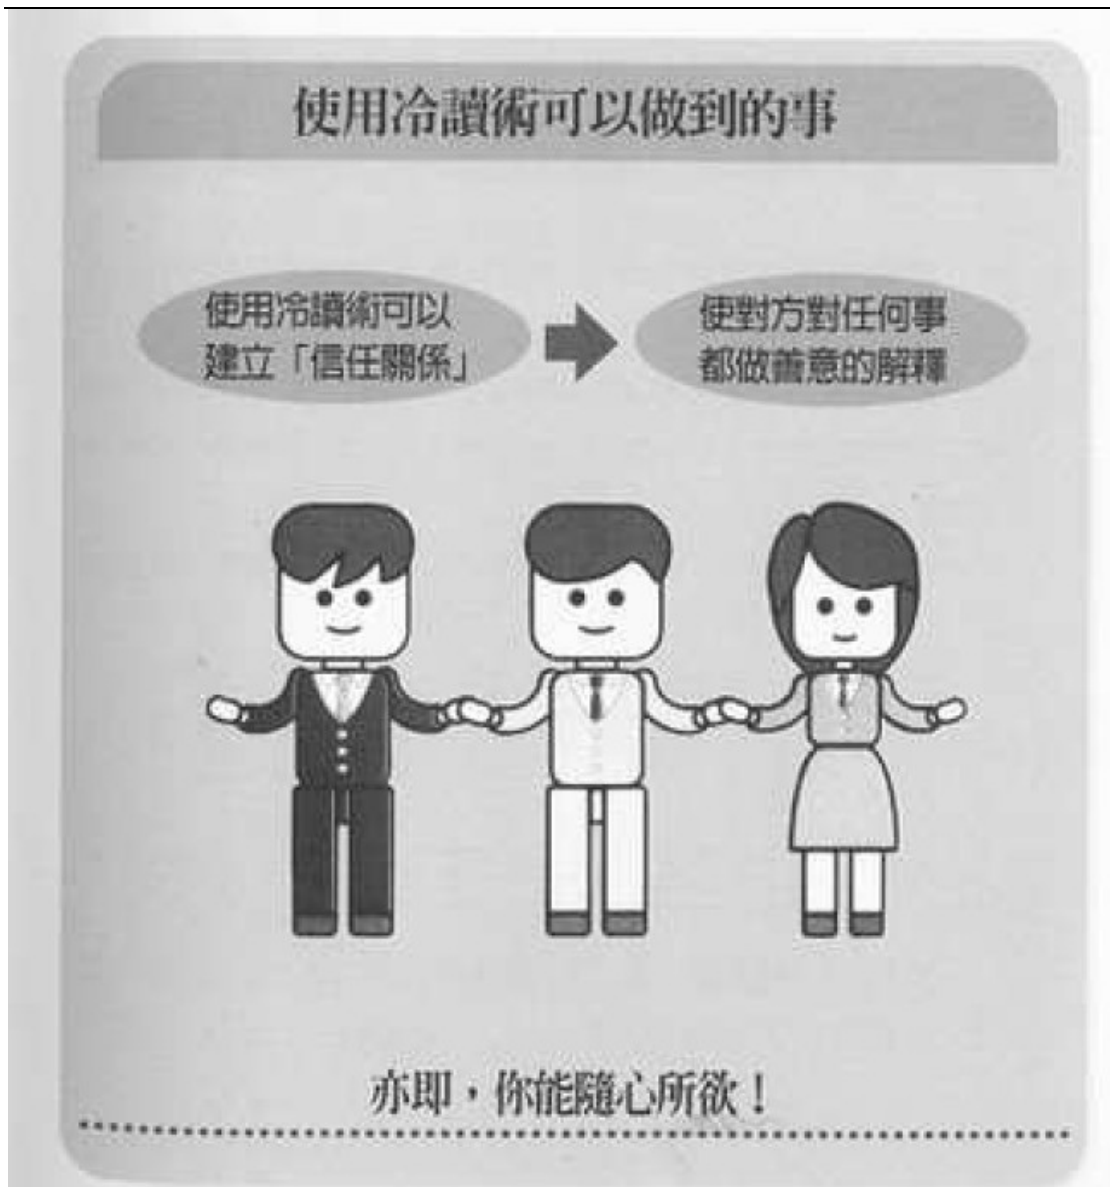 使用冷讀術可以做到的事
使用冷讀術可以
建立「信任關係」
使對方對任何事
都做善意的解釋
亦即，你能隨心所欲！